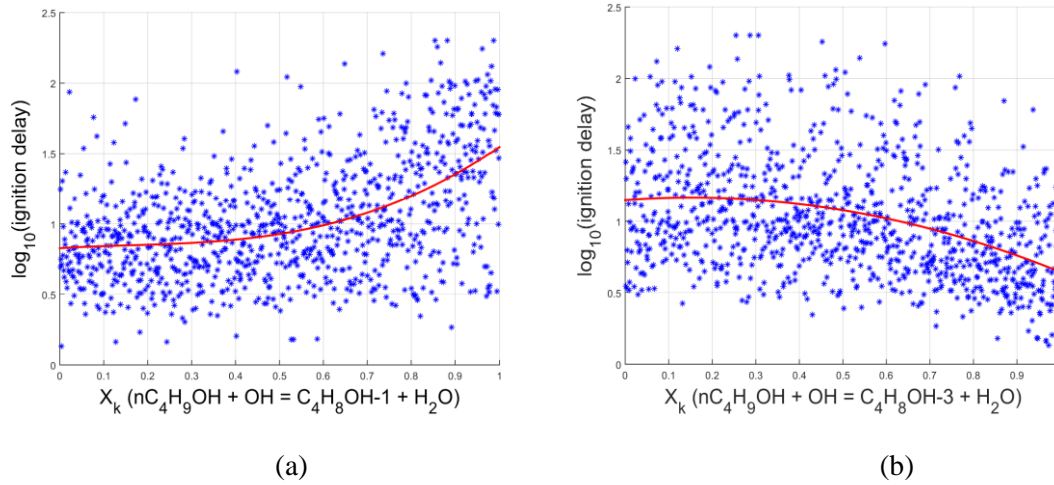 2.5
2
1.5
1
0.5
0
log₁₀(ignition delay)
0 0.1 0.2 0.3 0.4 0.5 0.6 0.7 0.8 0.9 1
Xₖ (nC₄H₉OH + OH = C₄H₈OH-1 + H₂O)
(a)
2.5
2
1.5
1
0.5
0
log₁₀(ignition delay)
0 0.1 0.2 0.3 0.4 0.5 0.6 0.7 0.8 0.9
Xₖ (nC₄H₉OH + OH = C₄H₈OH-3 + H₂O)
(b)